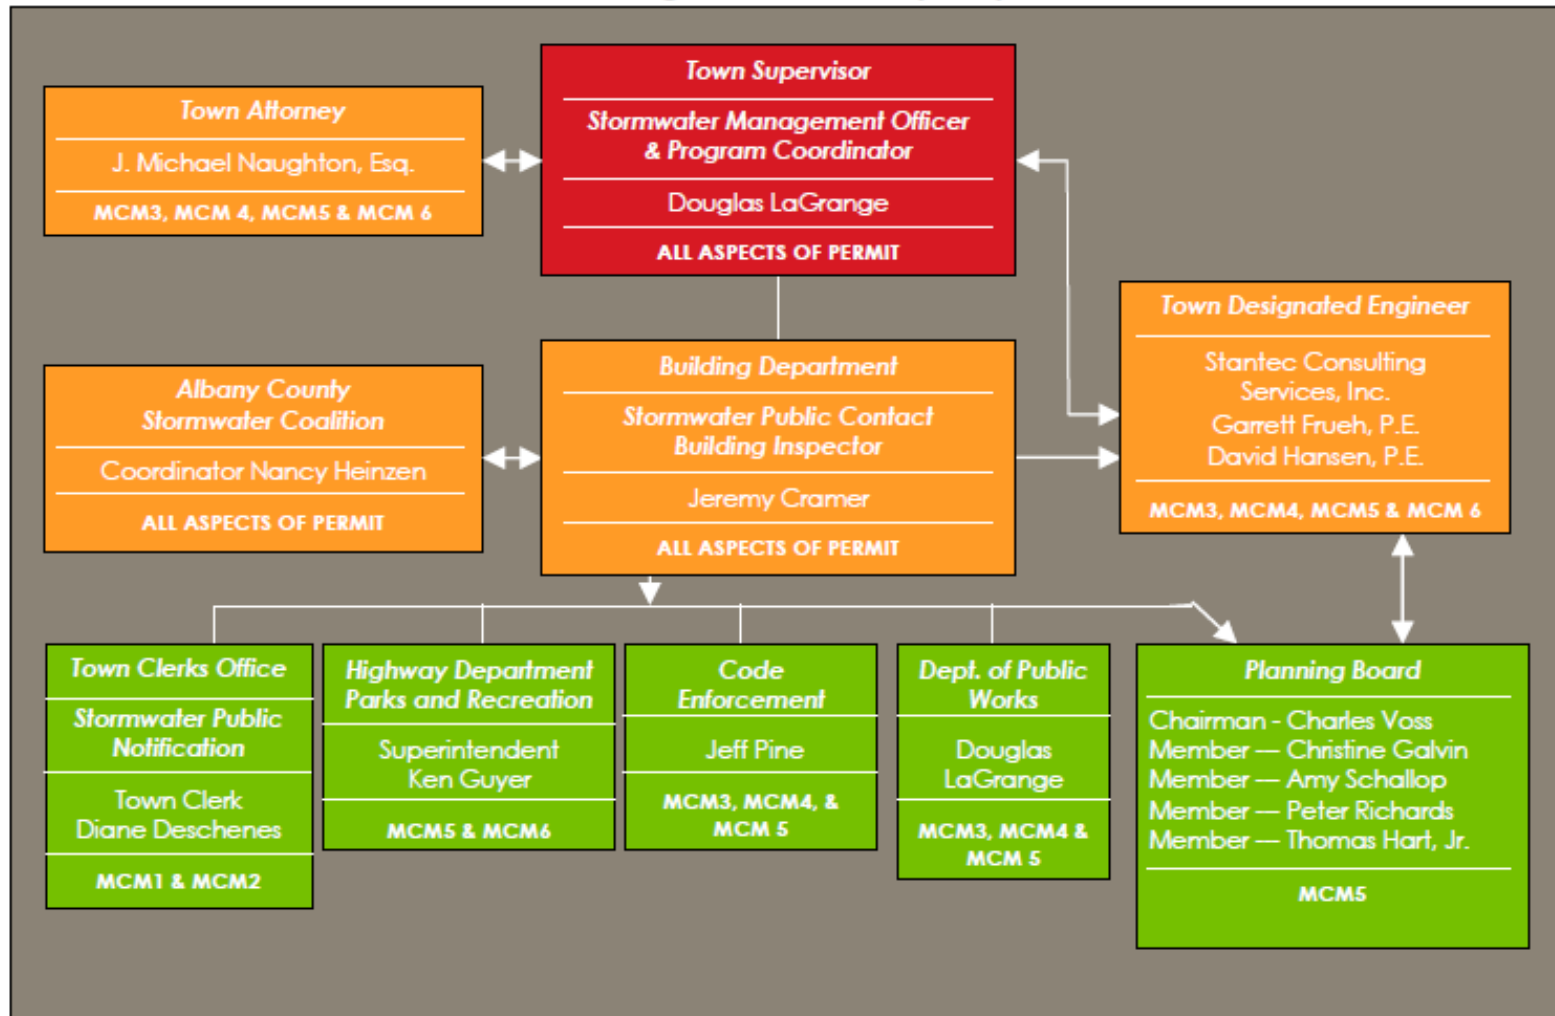 Town Supervisor
Stormwater Management Officer
& Program Coordinator
Douglas LaGrange
ALL ASPECTS OF PERMIT
Town Attorney
J. Michael Naughton, Esq.
MCM3, MCM 4, MCM5 & MCM 6
Town Designated Engineer
Stantec Consulting
Services, Inc.
Garrett Frueh, P.E.
David Hansen, P.E.
MCM3, MCM4, MCM5 & MCM 6
Building Department
Stormwater Public Contact
Building Inspector
Jeremy Cramer
ALL ASPECTS OF PERMIT
Albany County
Stormwater Coalition
Coordinator Nancy Heinzen
ALL ASPECTS OF PERMIT
Town Clerks Office
Stormwater Public
Notification
Town Clerk
Diane Deschenes
MCM1 & MCM2
Highway Department
Parks and Recreation
Superintendent
Ken Guyer
MCM5 & MCM6
Code
Enforcement
Jeff Pine
MCM3, MCM4, &
MCM 5
Dept. of Public
Works
Douglas
LaGrange
MCM3, MCM4 &
MCM 5
Planning Board
Chairman - Charles Voss
Member — Christine Galvin
Member — Amy Schallop
Member — Peter Richards
Member — Thomas Hart, Jr.
MCM5